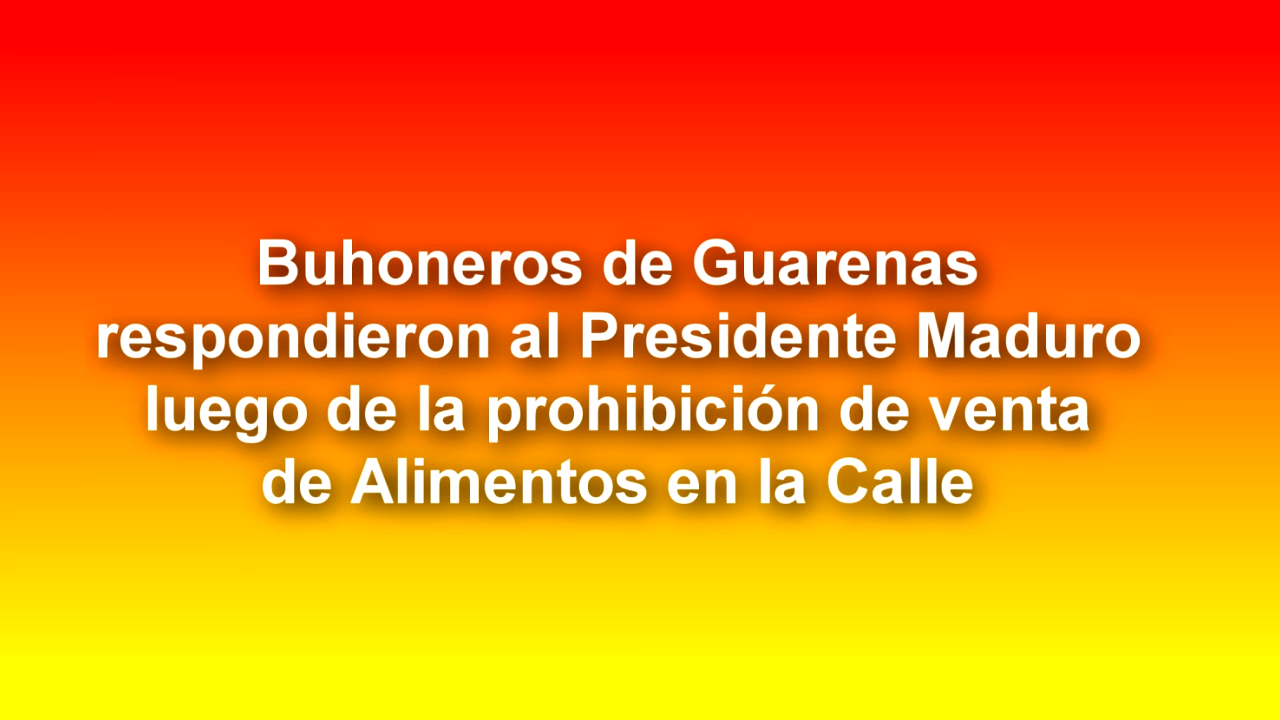 Buhoneros de Guarenas
respondieron al Presidente Maduro
luego de la prohibición de venta
de Alimentos en la Calle